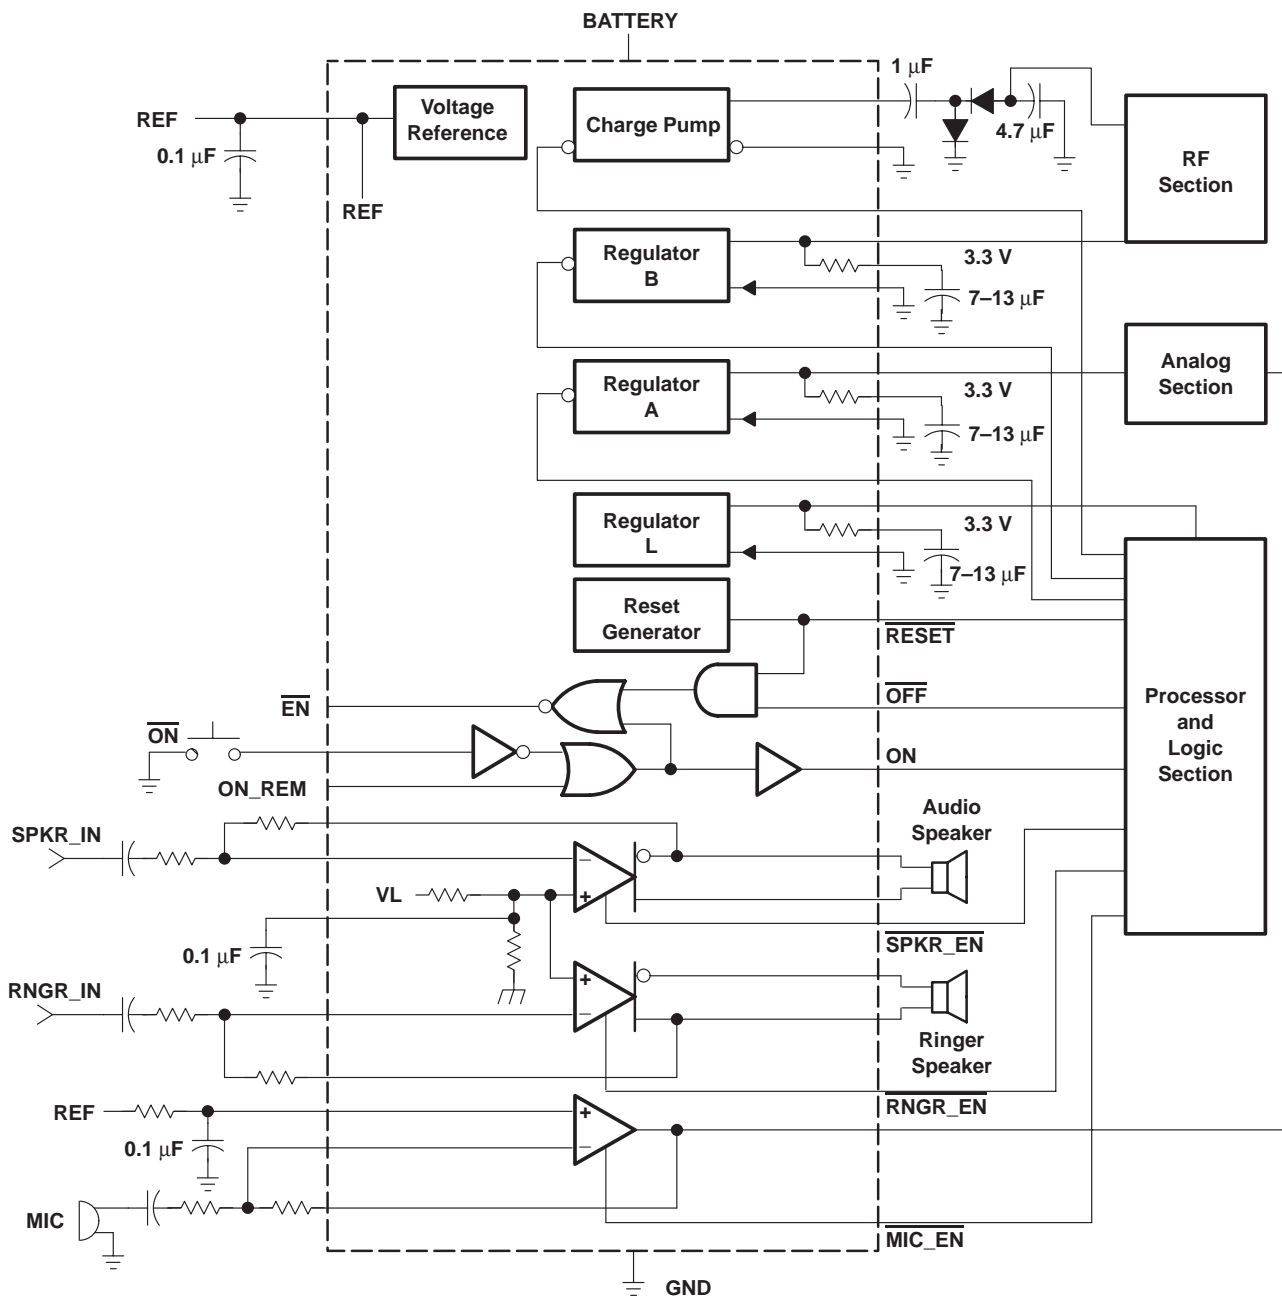 BATTERY
1 µF
REF
0.1 µF
Voltage
Reference
Charge Pump
4.7 µF
RF
Section
REF
Regulator
B
3.3 V
7–13 µF
Regulator
A
3.3 V
7–13 µF
Analog
Section
Regulator
L
3.3 V
7–13 µF
Reset
Generator
RESET
EN
OFF
Processor
and
Logic
Section
ON
ON
ON_REM
SPKR_IN
Audio
Speaker
VL
+
–
0.1 µF
SPKR_EN
RNGR_IN
+
–
Ringer
Speaker
REF
RNGR_EN
0.1 µF
+
–
MIC
MIC_EN
GND